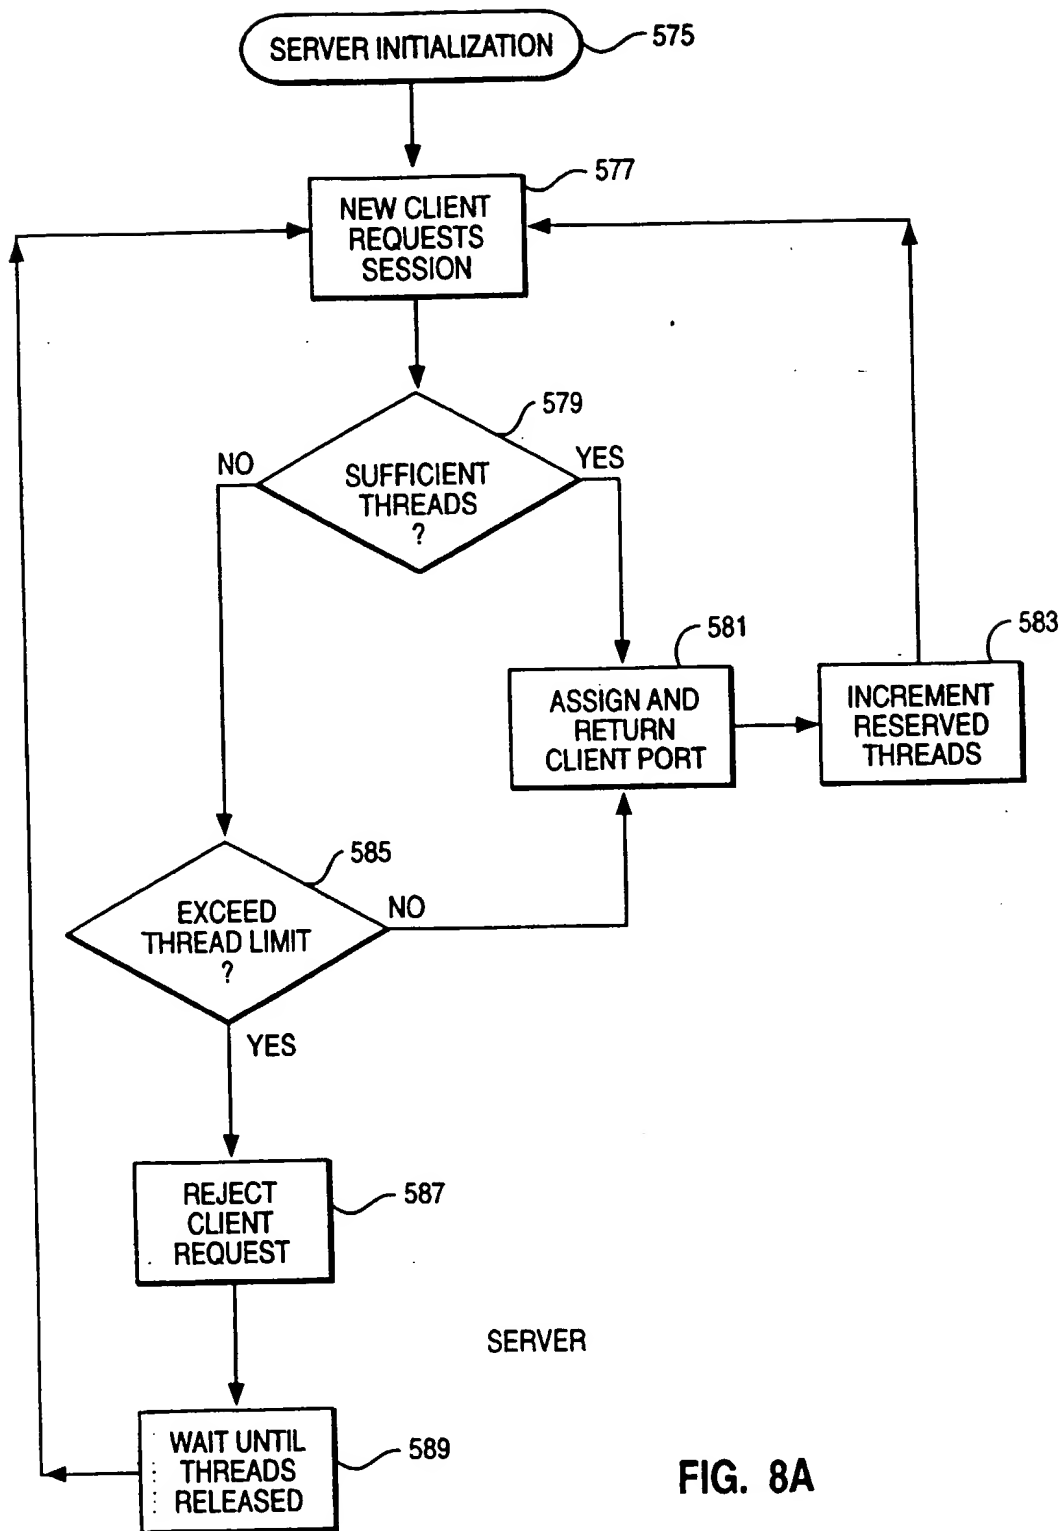 SERVER INITIALIZATION
575
577
NEW CLIENT
REQUESTS
SESSION
579
NO
YES
SUFFICIENT
THREADS
?
581
583
ASSIGN AND
RETURN
CLIENT PORT
INCREMENT
RESERVED
THREADS
585
NO
EXCEED
THREAD LIMIT
?
YES
REJECT
CLIENT
REQUEST
587
SERVER
WAIT UNTIL
THREADS
RELEASED
589
FIG. 8A